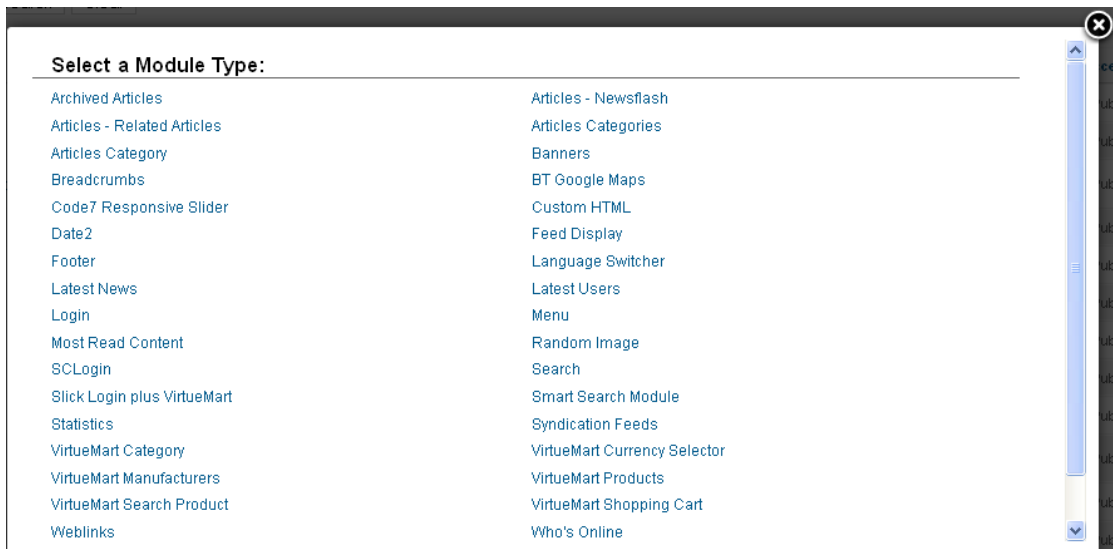 Select a Module Type:
Archived Articles Articles - Newsflash
Articles - Related Articles Articles Categories
Articles Category Banners
Breadcrumbs BT Google Maps
Code7 Responsive Slider Custom HTML
Date2 Feed Display
Footer Language Switcher
Latest News Latest Users
Login Menu
Most Read Content Random Image
SCLogin Search
Slick Login plus VirtueMart Smart Search Module
Statistics Syndication Feeds
VirtueMart Category VirtueMart Currency Selector
VirtueMart Manufacturers VirtueMart Products
VirtueMart Search Product VirtueMart Shopping Cart
Weblinks Who's Online